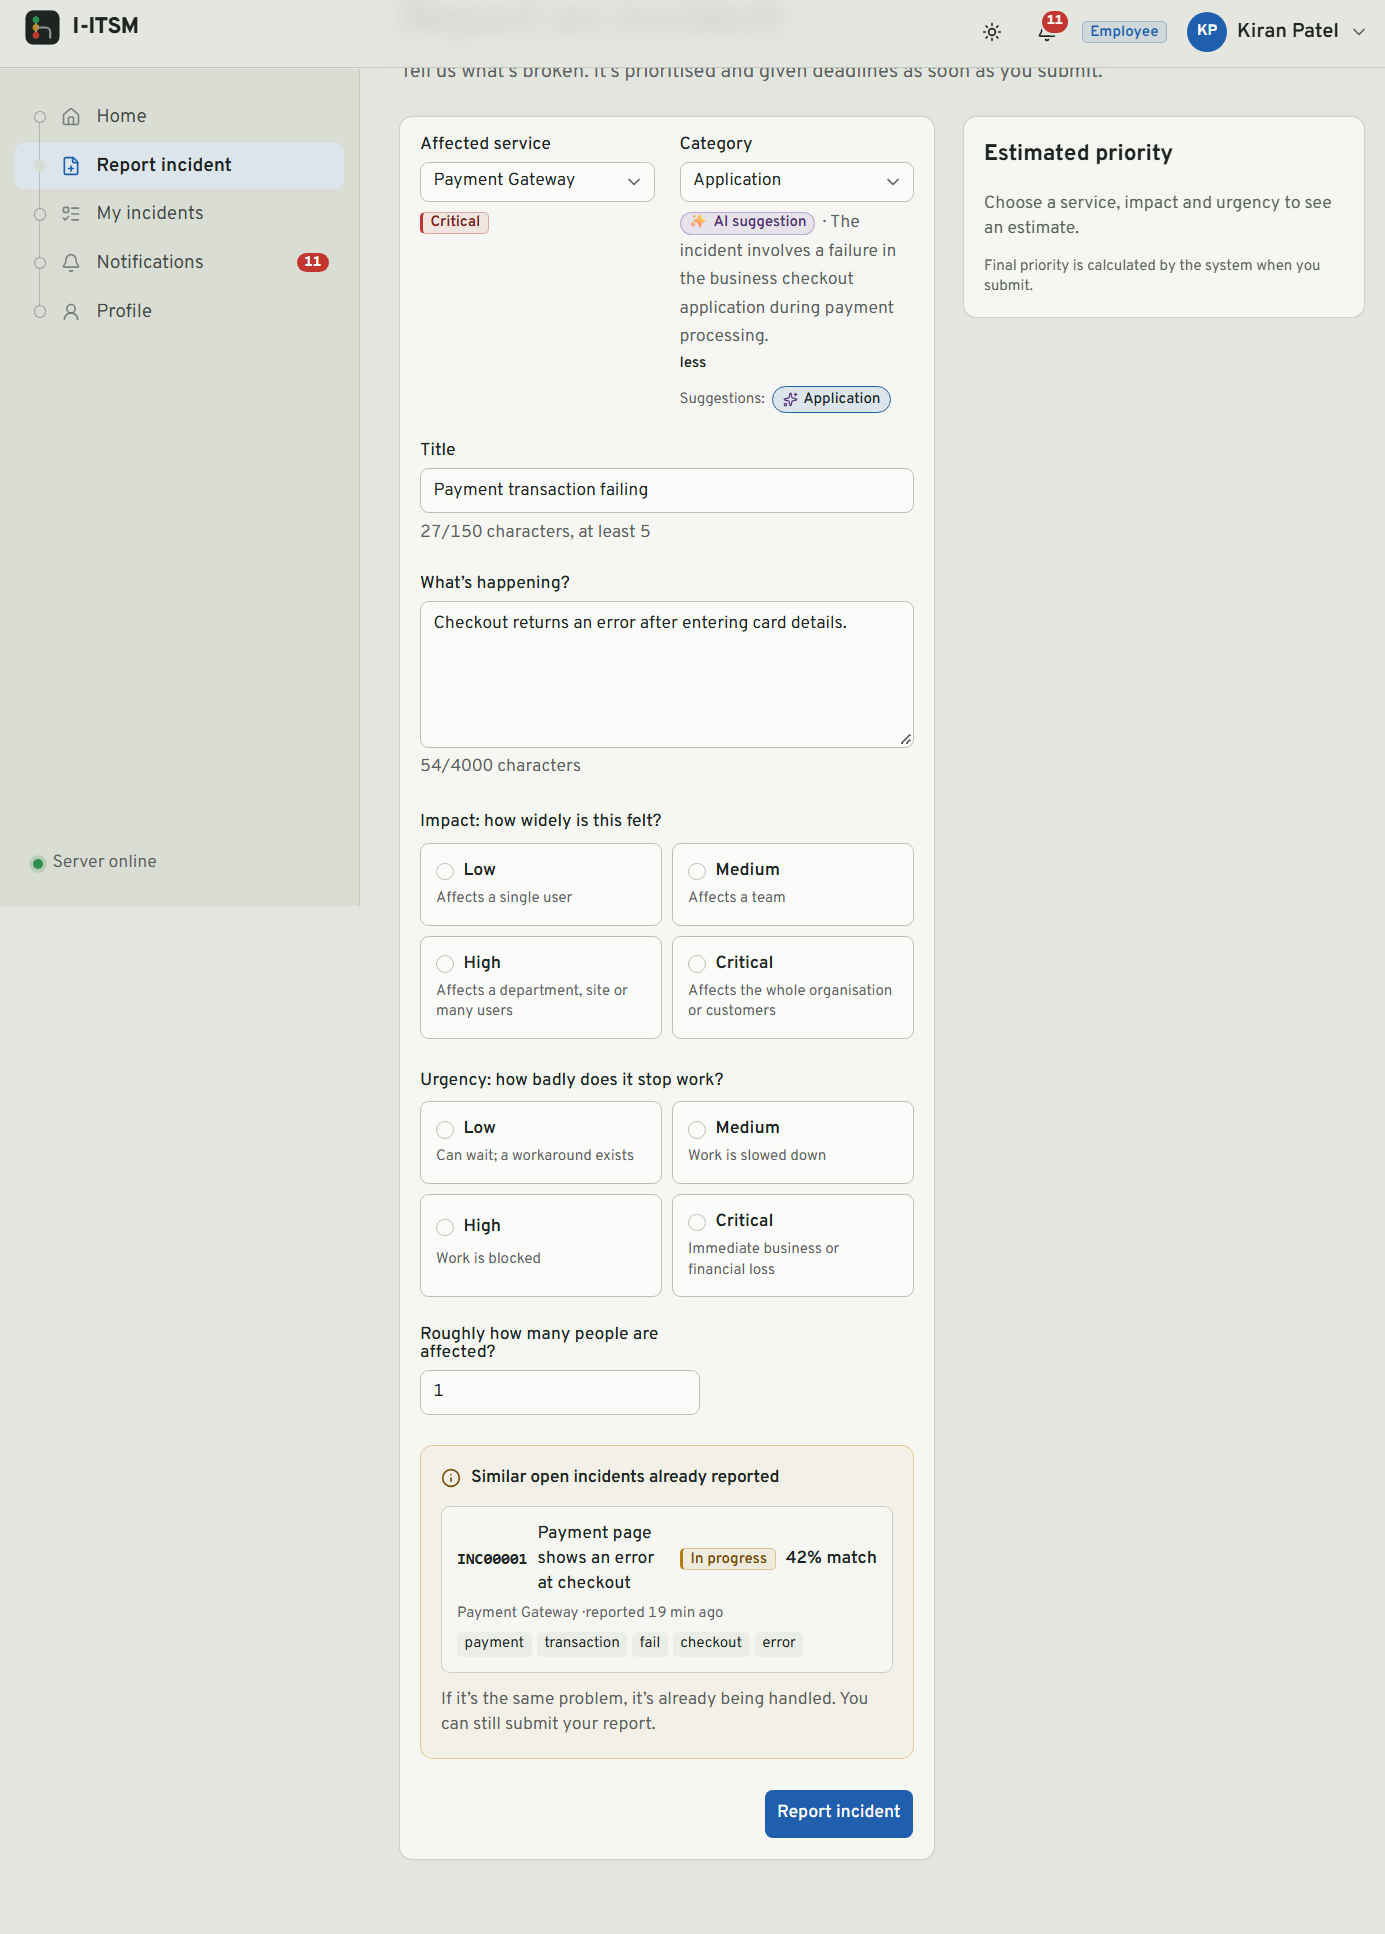 I-ITSM
11
Employee
KP
Kiran Patel
Home
Report incident
My incidents
Notifications
11
Profile
Server online
Tell us what's broken. It's prioritised and given deadlines as soon as you submit.
Affected service
Payment Gateway
Critical
Category
Application
AI suggestion · The
incident involves a failure in
the business checkout
application during payment
processing.
less
Suggestions: Application
Title
Payment transaction failing
27/150 characters, at least 5
What's happening?
Checkout returns an error after entering card details.
54/4000 characters
Impact: how widely is this felt?
Low
Affects a single user
Medium
Affects a team
High
Affects a department, site or
many users
Critical
Affects the whole organisation
or customers
Urgency: how badly does it stop work?
Low
Can wait; a workaround exists
Medium
Work is slowed down
High
Work is blocked
Critical
Immediate business or
financial loss
Roughly how many people are
affected?
1
Similar open incidents already reported
INC00001
Payment page
shows an error
at checkout
In progress
42% match
Payment Gateway ·reported 19 min ago
payment transaction fail checkout error
If it's the same problem, it's already being handled. You
can still submit your report.
Report incident
Estimated priority
Choose a service, impact and urgency to see
an estimate.
Final priority is calculated by the system when you
submit.